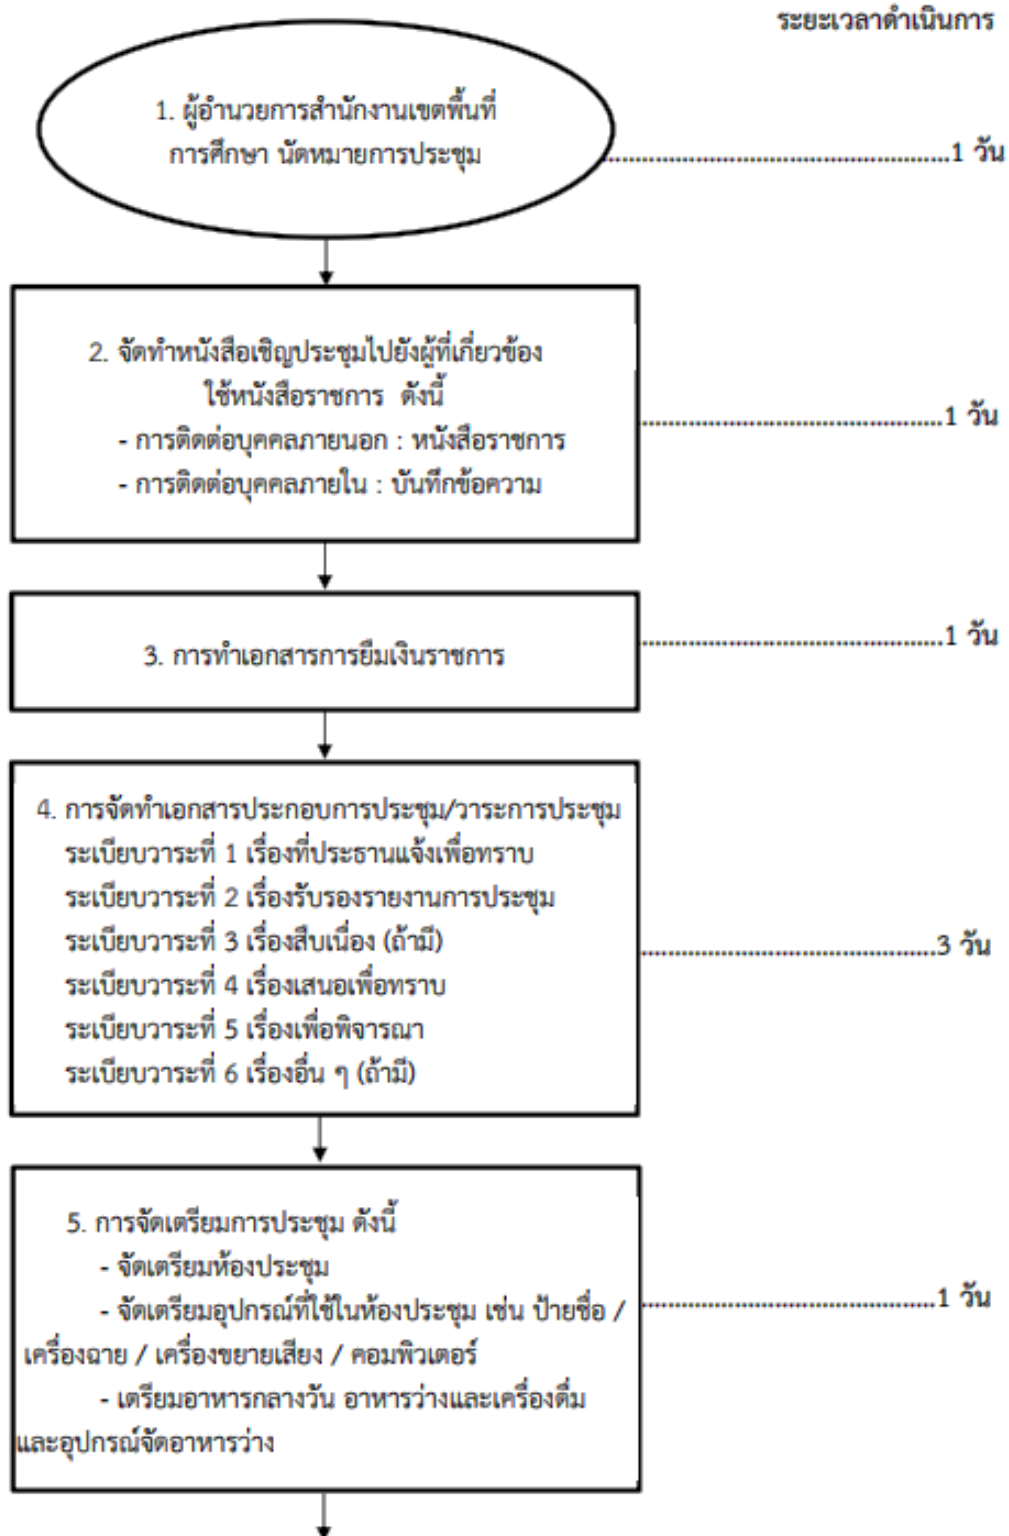 ระยะเวลาดำเนินการ
1. ผู้อำนวยการสำนักงานเขตพื้นที่
การศึกษา นัดหมายการประชุม
........................................................1 วัน
2. จัดทำหนังสือเชิญประชุมไปยังผู้ที่เกี่ยวข้อง
ใช้หนังสือราชการ ดังนี้
- การติดต่อบุคคลภายนอก : หนังสือราชการ
- การติดต่อบุคคลภายใน : บันทึกข้อความ
................................................1 วัน
3. การทำเอกสารการยืมเงินราชการ
................................................1 วัน
4. การจัดทำเอกสารประกอบการประชุม/วาระการประชุม
ระเบียบวาระที่ 1 เรื่องที่ประธานแจ้งเพื่อทราบ
ระเบียบวาระที่ 2 เรื่องรับรองรายงานการประชุม
ระเบียบวาระที่ 3 เรื่องสืบเนื่อง (ถ้ามี)
ระเบียบวาระที่ 4 เรื่องเสนอเพื่อทราบ
ระเบียบวาระที่ 5 เรื่องเพื่อพิจารณา
ระเบียบวาระที่ 6 เรื่องอื่น ๆ (ถ้ามี)
...............................................3 วัน
5. การจัดเตรียมการประชุม ดังนี้
- จัดเตรียมห้องประชุม
- จัดเตรียมอุปกรณ์ที่ใช้ในห้องประชุม เช่น ป้ายชื่อ /
เครื่องฉาย / เครื่องขยายเสียง / คอมพิวเตอร์
- เตรียมอาหารกลางวัน อาหารว่างและเครื่องดื่ม
และอุปกรณ์จัดอาหารว่าง
...............................................1 วัน